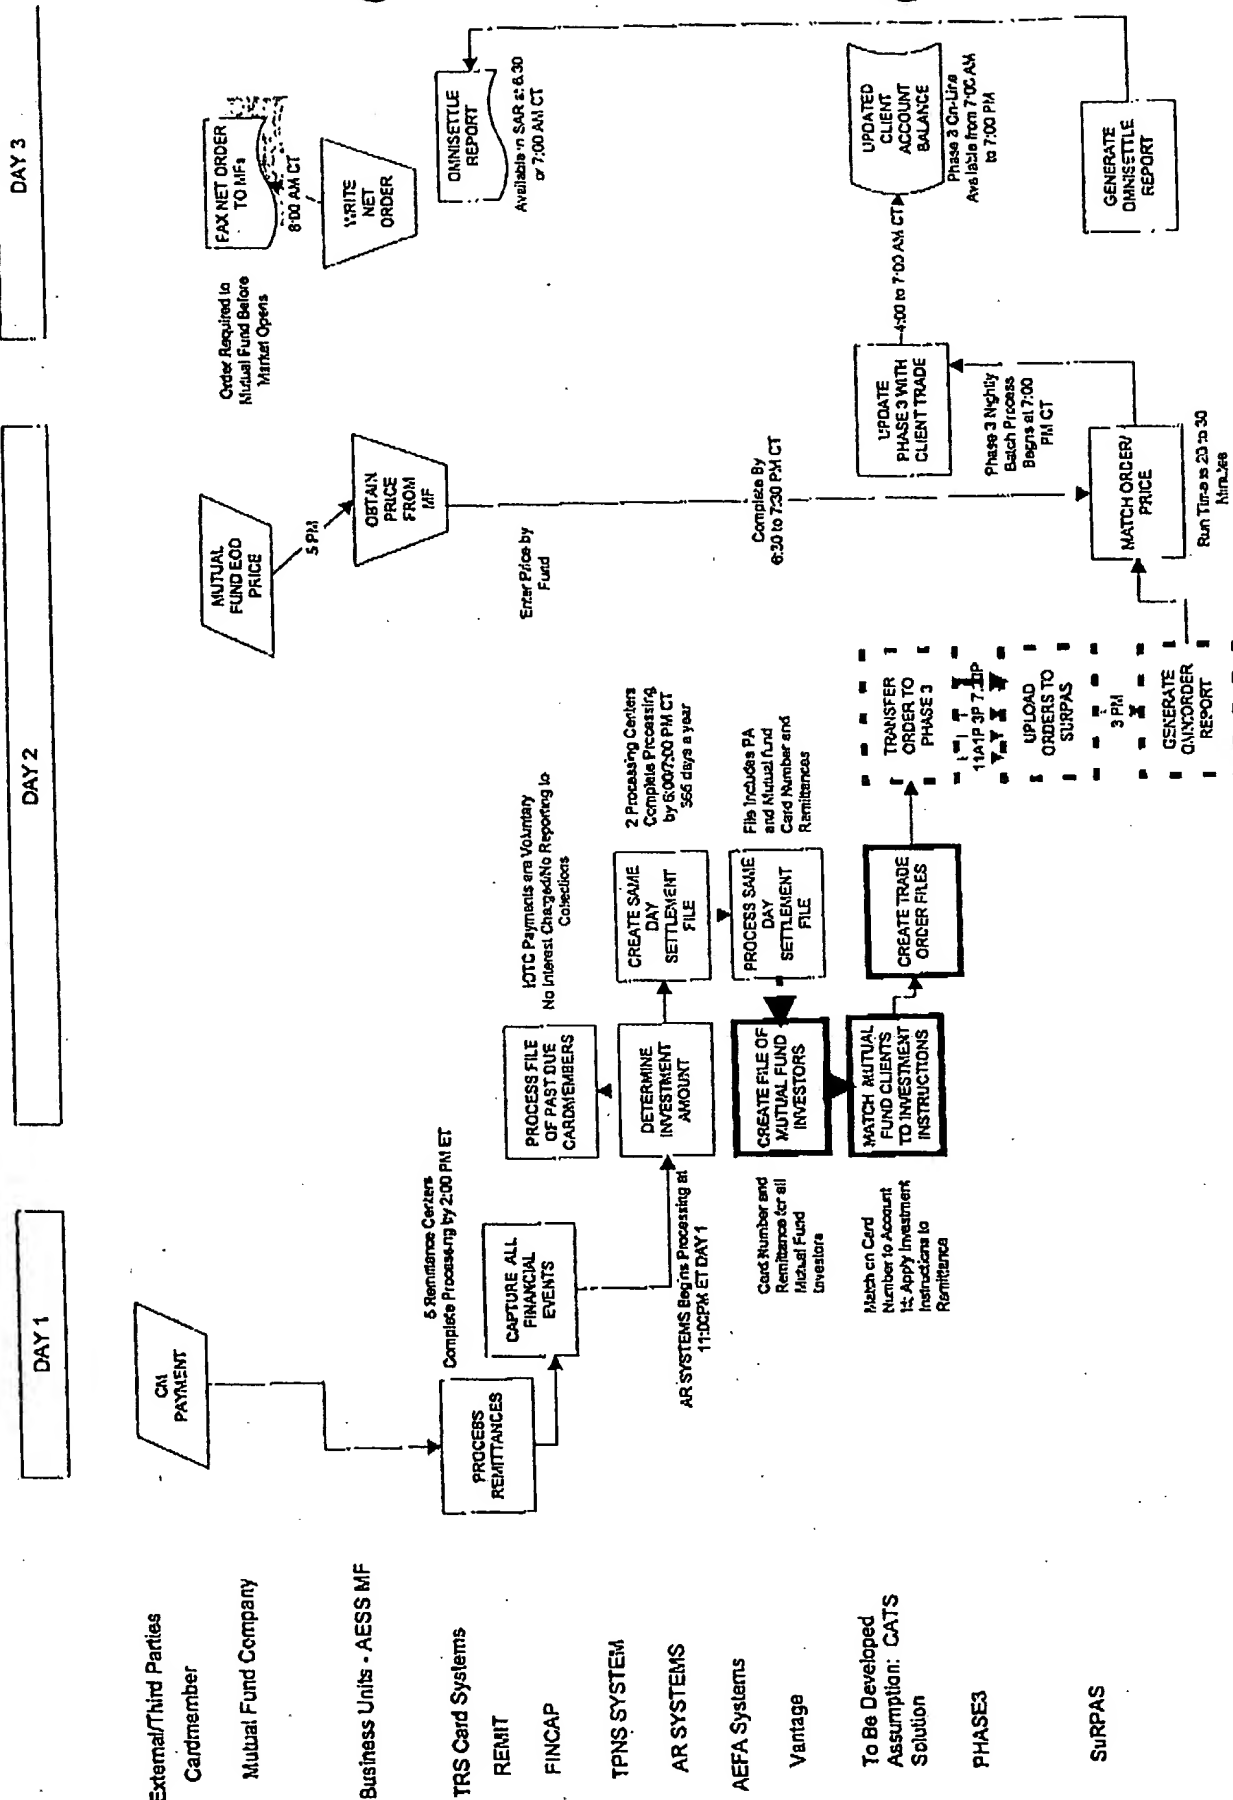 DAY 1
DAY 2
DAY 3
External/Third Parties
Cardmember
Mutual Fund Company
Business Units - AESS MF
TRS Card Systems
REMIT
FINCAP
TPNS SYSTEM
AR SYSTEMS
AEFA Systems
Vantage
To Be Developed
Assumption: CATS
Solution
PHASE3
SuRPAS
CM
PAYMENT
PROCESS
REMITTANCES
5 Remittance Centers
Complete Processing by 2:00 PM ET
CAPTURE ALL
FINANCIAL
EVENTS
AR SYSTEMS Begins Processing at
11:00PM ET DAY 1
PROCESS FILE
OF PAST DUE
CARDMEMBERS
Payments are Voluntary
No Interest Charged/No Reporting to
Collections
DETERMINE
INVESTMENT
AMOUNT
CREATE SAME
DAY
SETTLEMENT
FILE
2 Processing Centers
Complete Processing
by 6:00/7:00 PM CT
days a year
PROCESS SAME
DAY
SETTLEMENT
FILE
File Includes PA
and Mutual fund
Card Number and
Remittances
CREATE FILE OF
MUTUAL FUND
INVESTORS
Card Number and
Remittance for all
Mutual Fund
Investors
MATCH MUTUAL
FUND CLIENTS
TO INVESTMENT
INSTRUCTIONS
Match on Card
Number to Account
Apply Investment
Instructions to
Remittance
CREATE TRADE
ORDER FILES
TRANSFER
ORDER TO
PHASE 3
11A 1P 3P
UPLOAD
ORDERS TO
SURPAS
3 PM
GENERATE
OMNIORDER
REPORT
MUTUAL
FUND EOD
PRICE
5 PM
OBTAIN
PRICE
FROM
MF
Enter Price by
Fund
Complete By
6:30 to 7:30 PM CT
MATCH ORDER/
PRICE
Run Time is 20 to 30
Minutes
UPDATE
PHASE 3 WITH
CLIENT TRADE
Phase 3 Nightly
Batch Process
Begins at 7:00
PM CT
4:00 to 7:00 AM CT
UPDATED
CLIENT
ACCOUNT
BALANCE
Phase 3 On-Line
Available from 7:00 AM
to 7:00 PM
GENERATE
OMNISETTLE
REPORT
OMNISETTLE
REPORT
Available in SAR at 6:30
or 7:00 AM CT
WRITE
NET
ORDER
8:00 AM CT
FAX NET ORDER
TO MFs
Order Required to
Mutual Fund Before
Market Opens